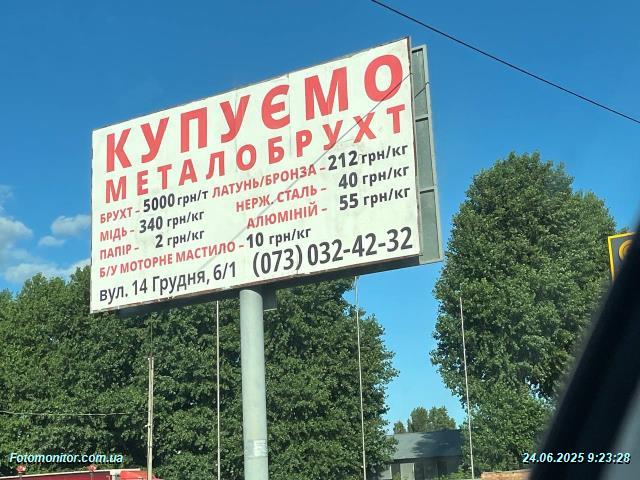 КУПУЄМО
МЕТАЛОБРУХТ
БРУХТ - 5000 грн/т ЛАТУНЬ/БРОНЗА - 212 грн/кг
МІДЬ - 340 грн/кг НЕРЖ. СТАЛЬ - 40 грн/кг
ПАПІР - 2 грн/кг АЛЮМІНІЙ - 55 грн/кг
Б/У МОТОРНЕ МАСТИЛО - 10 грн/кг
вул. 14 Грудня, 6/1 (073) 032-42-32
Fotomonitor.com.ua
24.06.2025 9:23:28